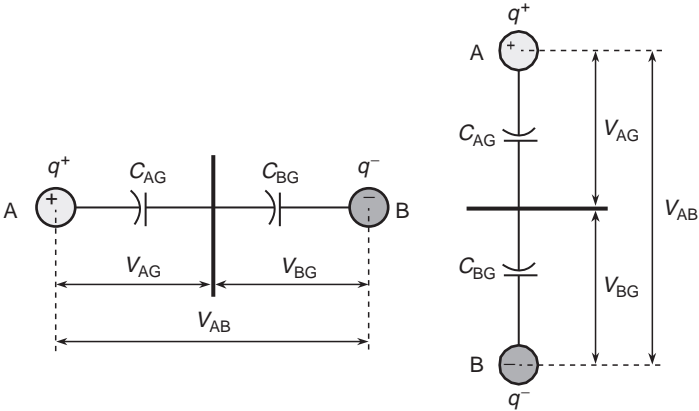 q⁺ C_AG C_BG q⁻
A + − B
V_AG V_BG
V_AB
q⁺
A +
C_AG V_AG
V_AB
C_BG V_BG
B −
q⁻